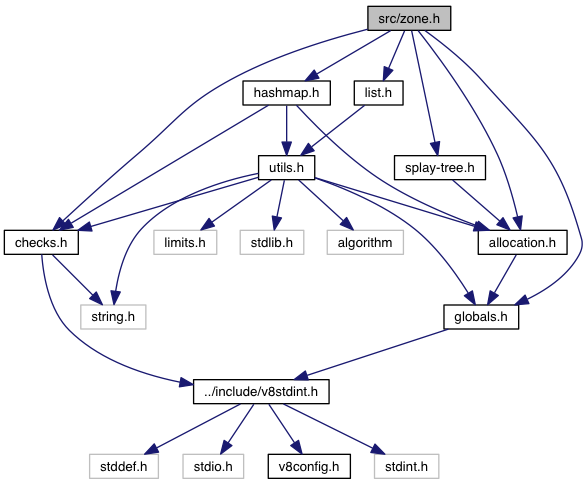 src/zone.h
hashmap.h
list.h
utils.h
splay-tree.h
checks.h
limits.h
stdlib.h
algorithm
allocation.h
string.h
globals.h
../include/v8stdint.h
stddef.h
stdio.h
v8config.h
stdint.h